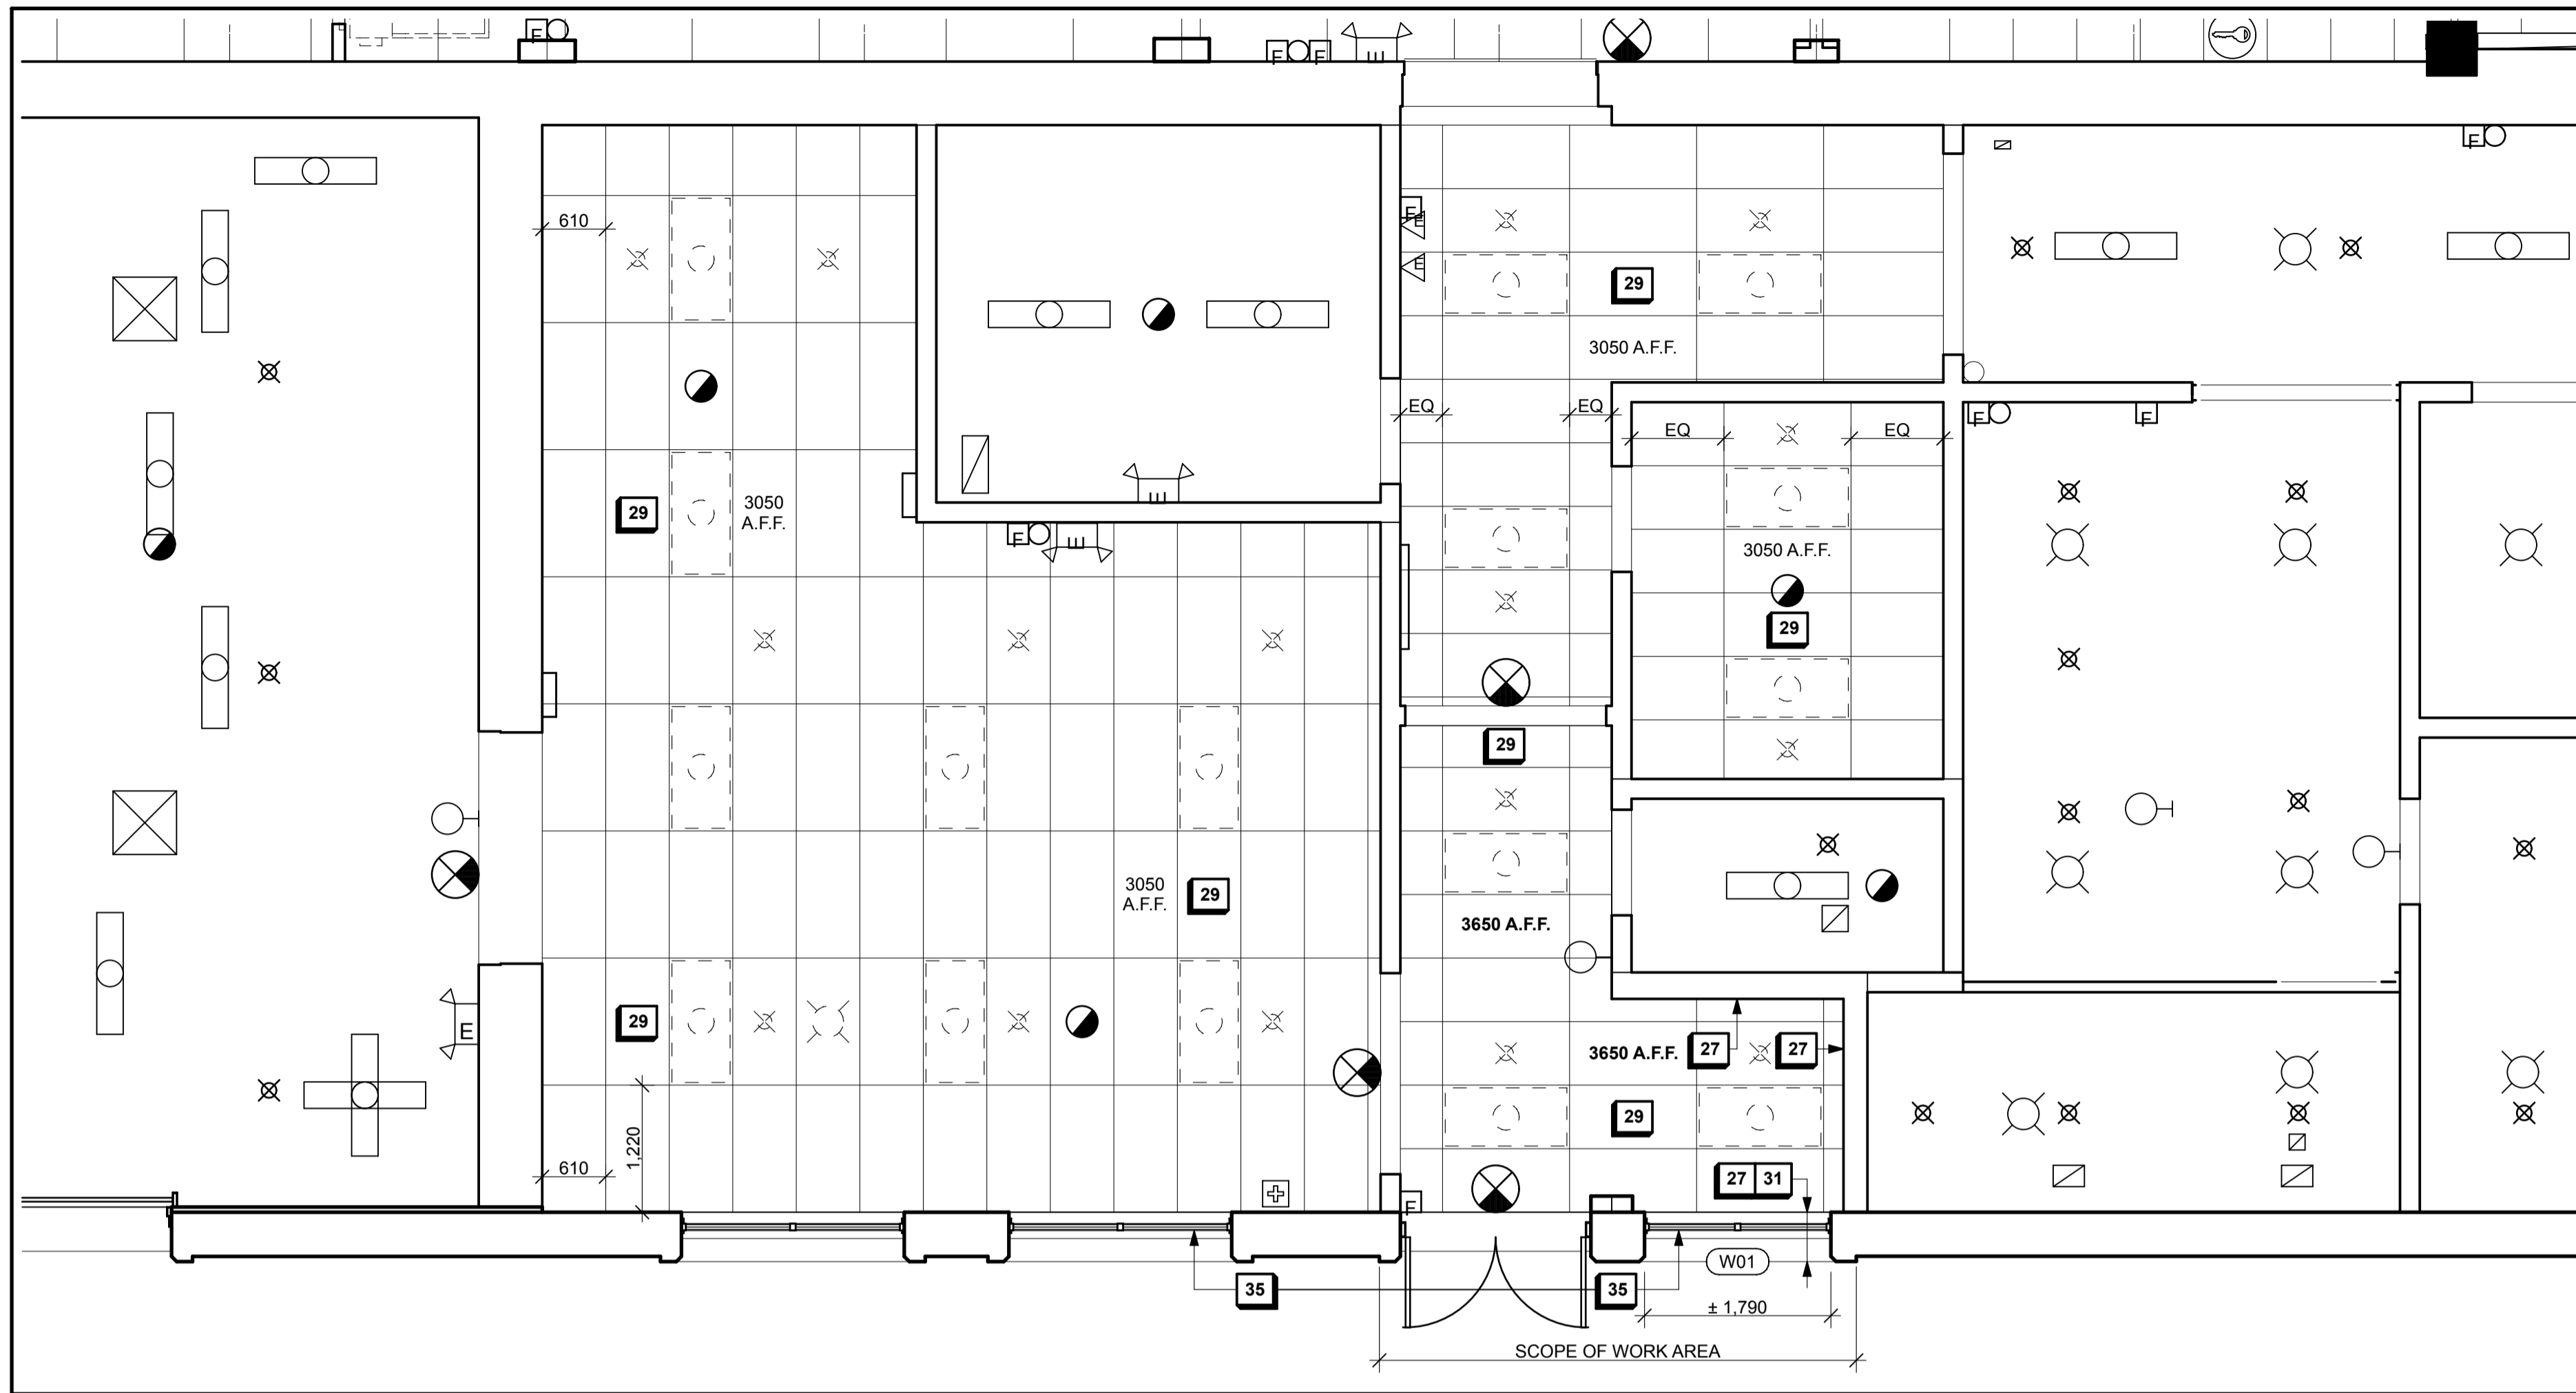 F
F
F
E
F
610
F
E
E
29
3050 A.F.F.
EQ
EQ
EQ
EQ
F
F
29
3050
A.F.F.
E
F
E
3050 A.F.F.
29
29
3050
A.F.F.
29
3650 A.F.F.
E
29
3650 A.F.F.
27
27
29
1,220
610
27
31
F
W01
35
35
± 1,790
SCOPE OF WORK AREA